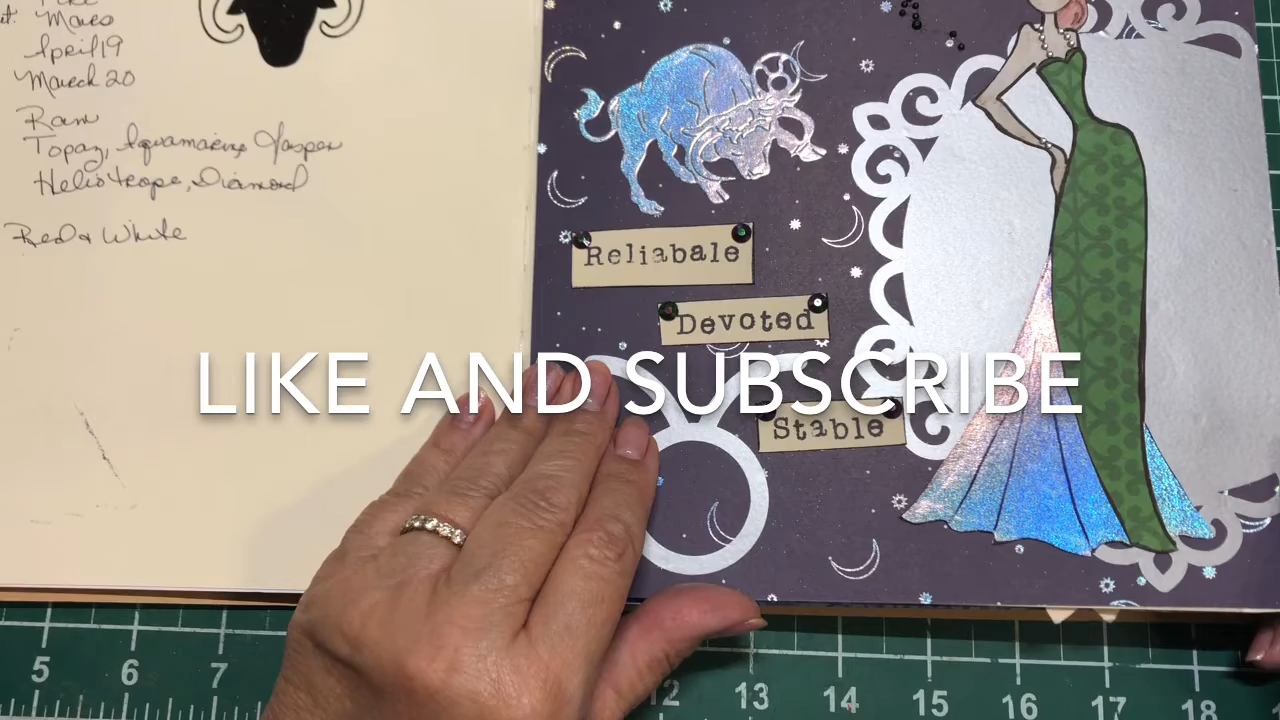 Mars
April 19
March 20
Ram
Topaz, Aquamarine Jasper
Heliotrope, Diamond
Red & White
Reliabale
Devoted
LIKE AND SUBSCRIBE
Stable
5 6 7 12 13 14 15 16 17 18